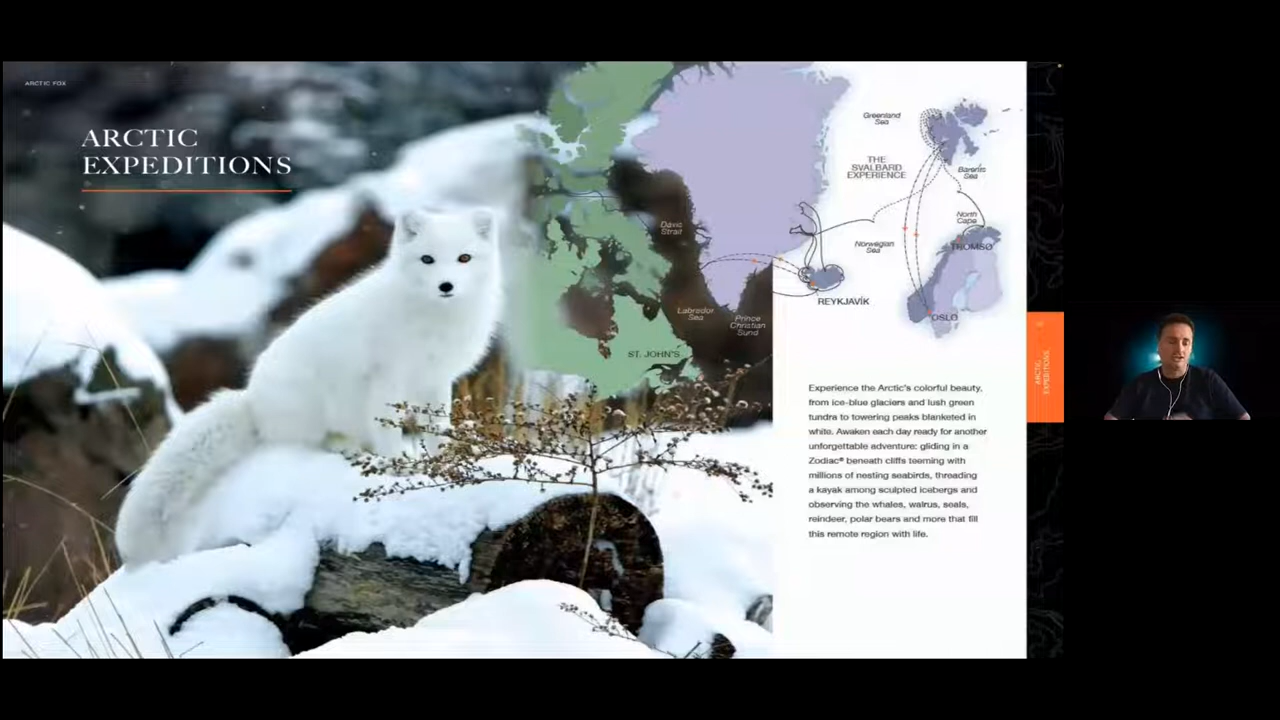 ARCTIC FOX
ARCTIC
EXPEDITIONS
Greenland
Sea
THE
SVALBARD
EXPERIENCE
Barents
Sea
North
Cape
Davis
Strait
Norwegian
Sea
TROMSØ
REYKJAVÍK
Labrador
Sea
Prince
Christian
Sund
OSLO
ST. JOHN'S
Experience the Arctic's colorful beauty,
from ice-blue glaciers and lush green
tundra to towering peaks blanketed in
white. Awaken each day ready for another
unforgettable adventure: gliding in a
Zodiac® beneath cliffs teeming with
millions of nesting seabirds, threading
a kayak among sculpted icebergs and
observing the whales, walrus, seals,
reindeer, polar bears and more that fill
this remote region with life.
ARCTIC
EXPEDITIONS